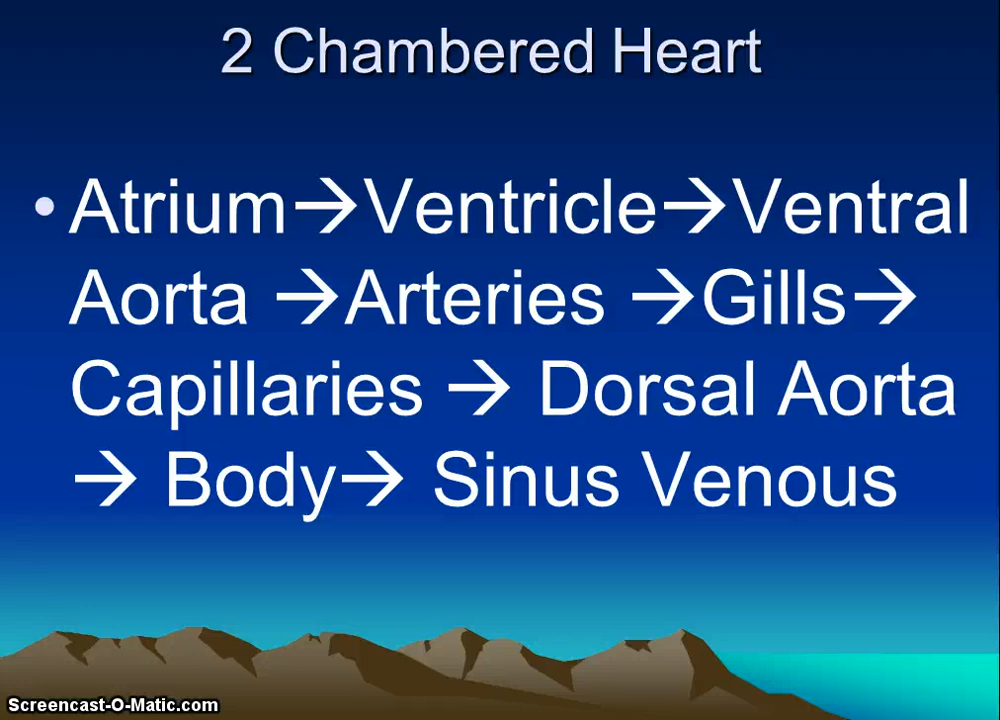 2 Chambered Heart
• Atrium→Ventricle→Ventral
Aorta →Arteries →Gills→
Capillaries → Dorsal Aorta
→ Body→ Sinus Venous
Screencast-O-Matic.com